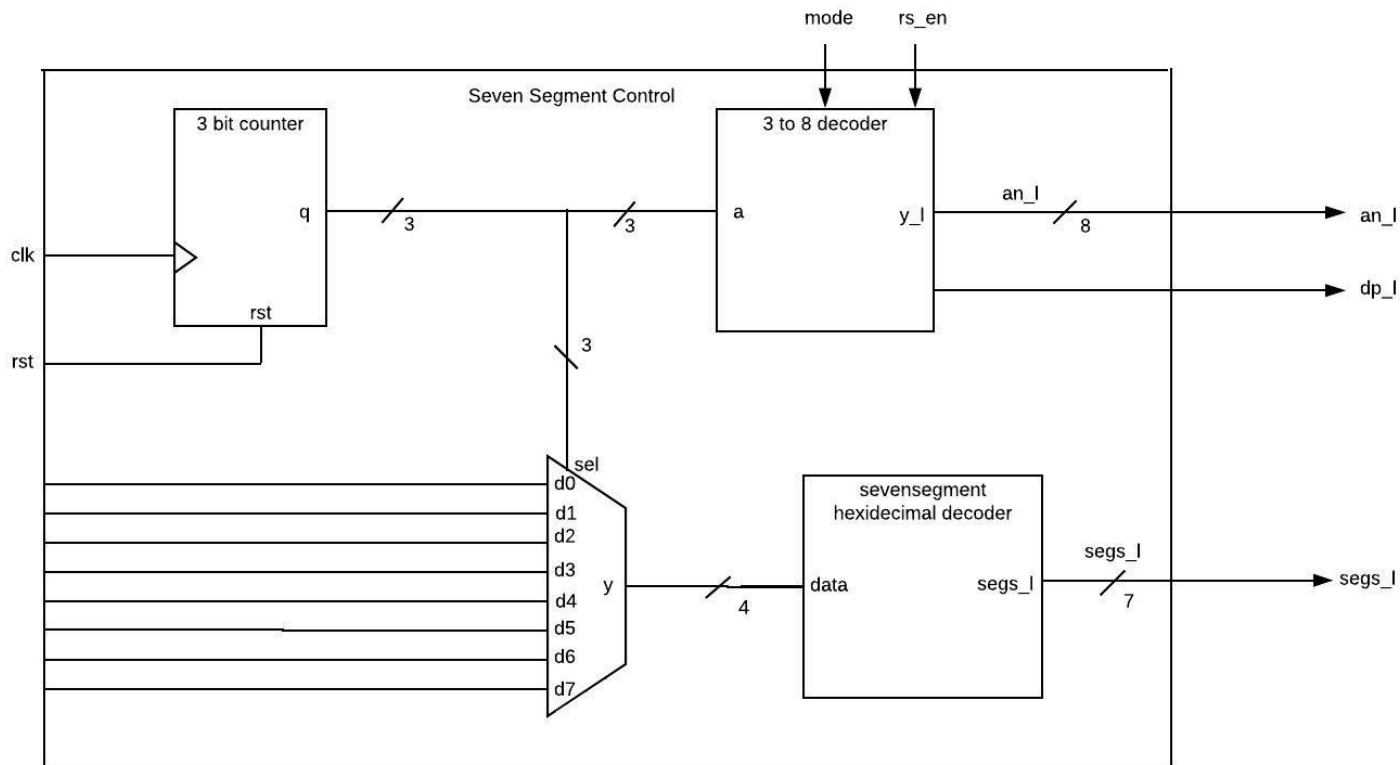 mode
rs_en
Seven Segment Control
3 bit counter
3 to 8 decoder
q
3
3
a
an_l
y_l
8
an_l
clk
dp_l
rst
rst
3
sel
d0
d1
d2
d3
d4
d5
d6
d7
y
4
sevensegment
hexidecimal decoder
data
segs_l
segs_l
7
segs_l